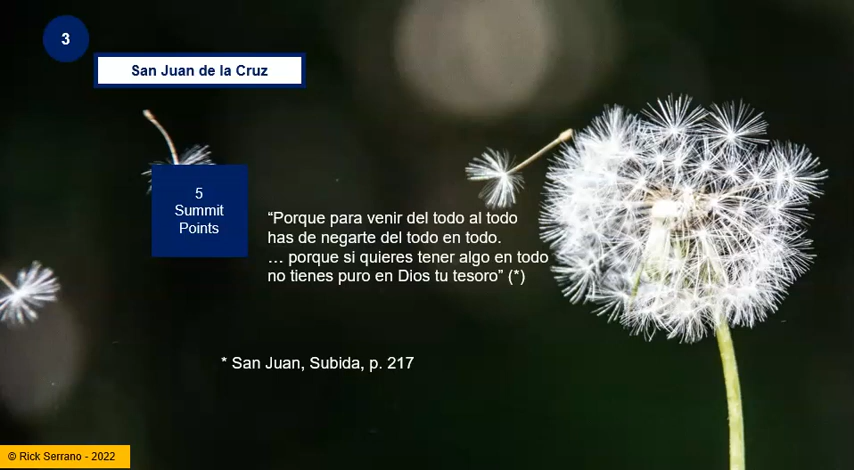 3
San Juan de la Cruz
5
Summit
Points
“Porque para venir del todo al todo
has de negarte del todo en todo.
… porque si quieres tener algo en todo
no tienes puro en Dios tu tesoro” (*)
* San Juan, Subida, p. 217
© Rick Serrano - 2022